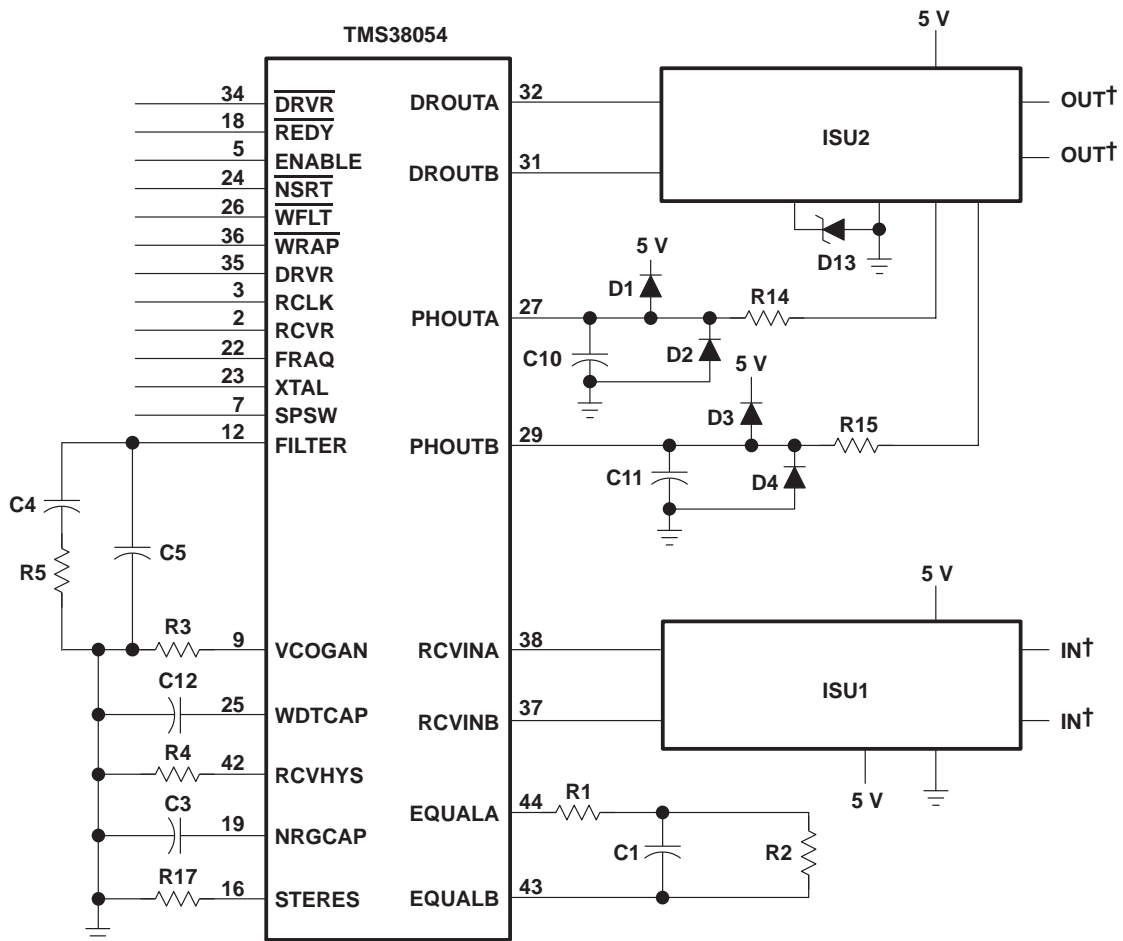 TMS38054
5 V
34 DRVR
18 REDY
5 ENABLE
24 NSRT
26 WFLT
36 WRAP
35 DRVR
3 RCLK
2 RCVR
22 FRAQ
23 XTAL
7 SPSW
12 FILTER
C4
R5
C5
R3
9 VCOGAN
C12
25 WDTCAP
R4
42 RCVHYS
C3
19 NRGCAP
R17
16 STERES
DROUTA 32
DROUTB 31
ISU2
OUT†
OUT†
D13
5 V
D1
PHOUTA 27
R14
C10
D2
5 V
D3
PHOUTB 29
R15
C11
D4
5 V
RCVINA 38
RCVINB 37
ISU1
IN†
IN†
5 V
EQUALA 44
R1
C1
R2
EQUALB 43